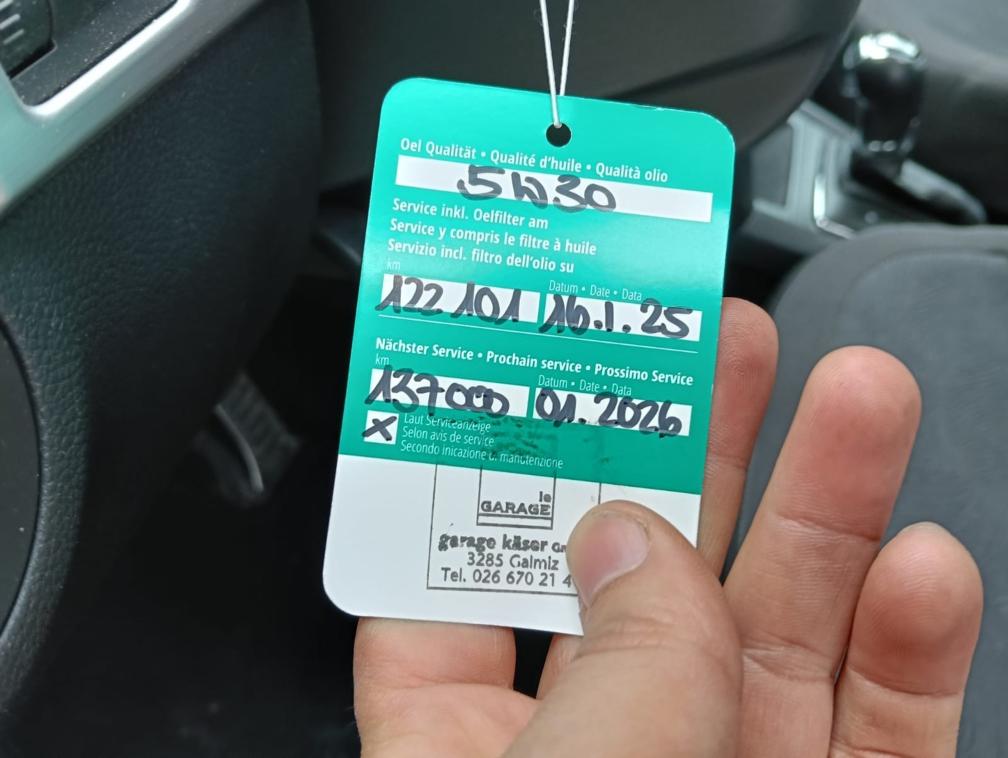 Oel Qualität • Qualité d'huile • Qualità olio
5W30
Service inkl. Oelfilter am
Service y compris le filtre à huile
Servizio incl. filtro dell'olio su
km Datum • Date • Data
122 101 16.1.25
Nächster Service • Prochain service • Prossimo Service
km Datum • Date • Data
137000 01.2026
X Laut Serviceanzeige
Selon avis de service
Secondo inicazione d. manutenzione
le
GARAGE
garage käser
3285 Galmiz
Tel. 026 670 21 4